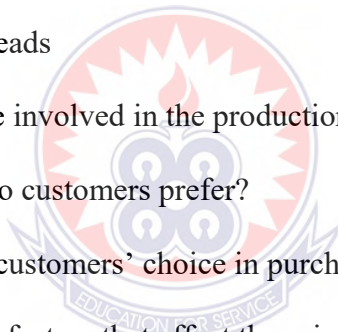 eads
e involved in the production
o customers prefer?
customers’ choice in purch
EDUCATION FOR SERVICE